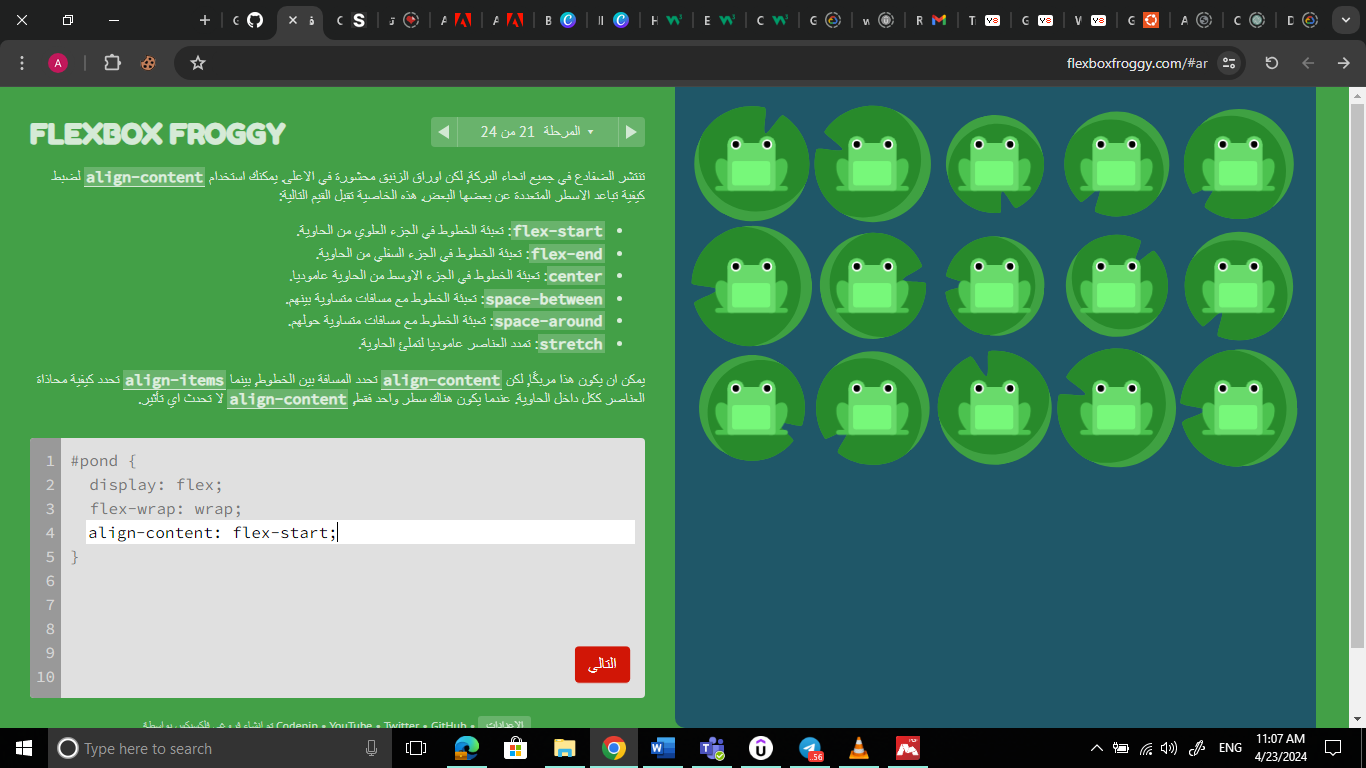 flexboxfroggy.com/#ar
FLEXBOX FROGGY
المرحلة 21 من 24
تنتشر الضفادع في جميع انحاء البركة, لكن اوراق الزنبق محشورة في الاعلى. يمكنك استخدام align-content لضبط
كيفية تباعد الاسطر المتعددة عن بعضها البعض. هذه الخاصية تقبل القيم التالية:
flex-start: تعبئة الخطوط في الجزء العلوي من الحاوية.
flex-end: تعبئة الخطوط في الجزء السفلي من الحاوية.
center: تعبئة الخطوط في الجزء الاوسط من الحاوية عاموديا.
space-between: تعبئة الخطوط مع مسافات متساوية بينهم.
space-around: تعبئة الخطوط مع مسافات متساوية حولهم.
stretch: تمدد العناصر عاموديا لتملئ الحاوية.
يمكن ان يكون هذا مربكًا, لكن align-content تحدد المسافة بين الخطوط, بينما align-items تحدد كيفية محاذاة
العناصر ككل داخل الحاوية. عندما يكون هناك سطر واحد فقط, align-content لا تحدث اي تأثير.
1 #pond {
2 display: flex;
3 flex-wrap: wrap;
4 align-content: flex-start;
5 }
6
7
8
9
10
التالي
Codepip • YouTube • Twitter • GitHub •
Type here to search
.56
ENG
11:07 AM
4/23/2024